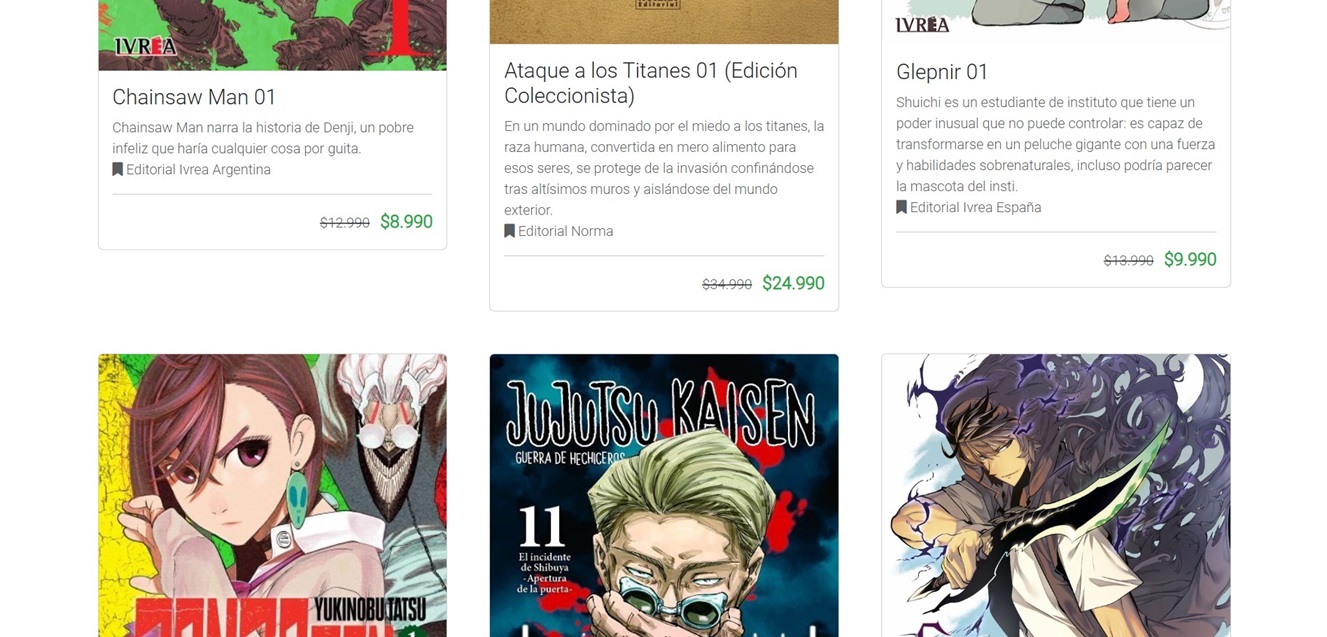 IVREA
1
Chainsaw Man 01
Chainsaw Man narra la historia de Denji, un pobre
infeliz que haría cualquier cosa por guita.
Editorial Ivrea Argentina
$12.990 $8.990
Editorial
Ataque a los Titanes 01 (Edición
Coleccionista)
En un mundo dominado por el miedo a los titanes, la
raza humana, convertida en mero alimento para
esos seres, se protege de la invasión confinándose
tras altísimos muros y aislándose del mundo
exterior.
Editorial Norma
$34.990 $24.990
IVREA
Glepnir 01
Shuichi es un estudiante de instituto que tiene un
poder inusual que no puede controlar: es capaz de
transformarse en un peluche gigante con una fuerza
y habilidades sobrenaturales, incluso podría parecer
la mascota del insti.
Editorial Ivrea España
$13.990 $9.990
YUKINOBU TATSU
1
JUJUTSU KAISEN
GUERRA DE HECHICEROS
11
El incidente
de Shibuya
-Apertura
de la puerta-